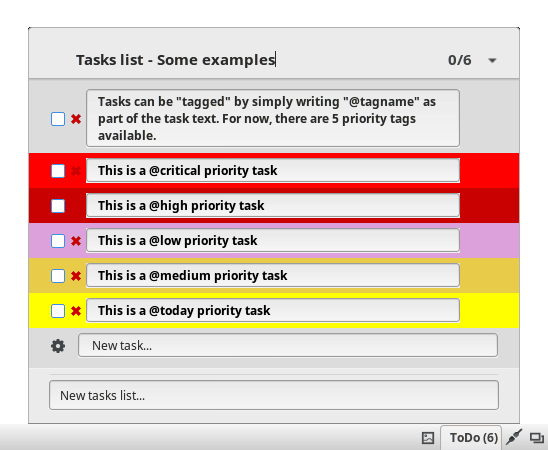 Tasks list - Some examples 0/6
Tasks can be "tagged" by simply writing "@tagname" as
part of the task text. For now, there are 5 priority tags
available.
This is a @critical priority task
This is a @high priority task
This is a @low priority task
This is a @medium priority task
This is a @today priority task
New task...
New tasks list...
ToDo (6)